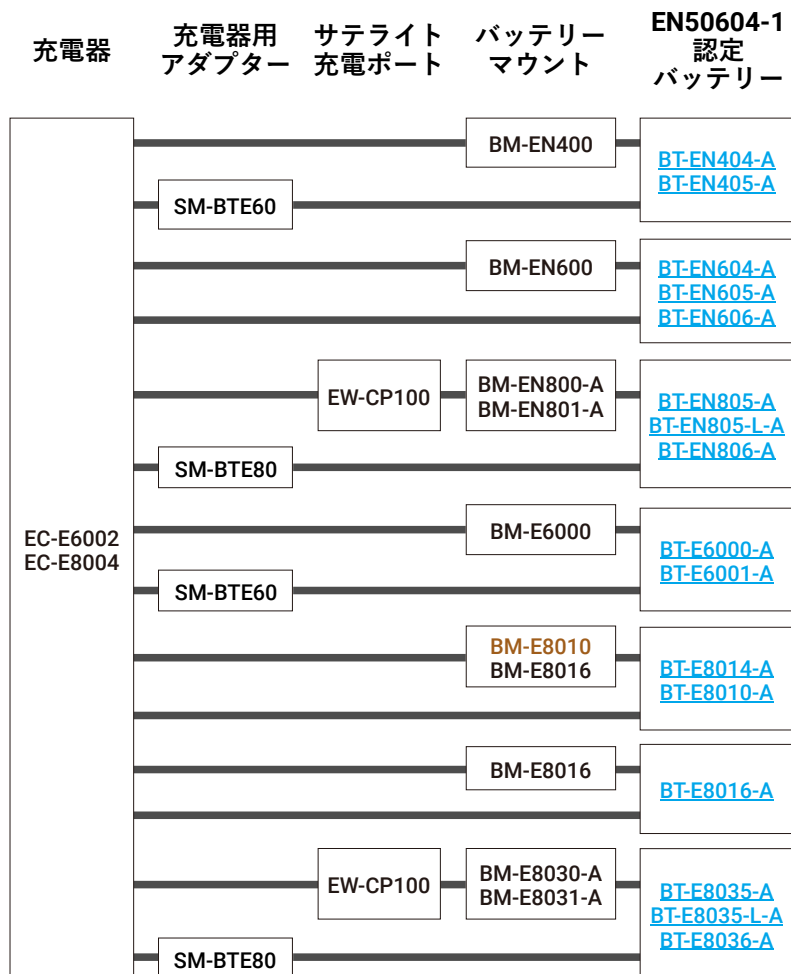 充電器
充電器用
アダプター
サテライト
充電ポート
バッテリー
マウント
EN50604-1
認定
バッテリー
EC-E6002
EC-E8004
BM-EN400
SM-BTE60
BT-EN404-A
BT-EN405-A
BM-EN600
BT-EN604-A
BT-EN605-A
BT-EN606-A
EW-CP100
BM-EN800-A
BM-EN801-A
SM-BTE80
BT-EN805-A
BT-EN805-L-A
BT-EN806-A
BM-E6000
SM-BTE60
BT-E6000-A
BT-E6001-A
BM-E8010
BM-E8016
BT-E8014-A
BT-E8010-A
BM-E8016
BT-E8016-A
EW-CP100
BM-E8030-A
BM-E8031-A
SM-BTE80
BT-E8035-A
BT-E8035-L-A
BT-E8036-A